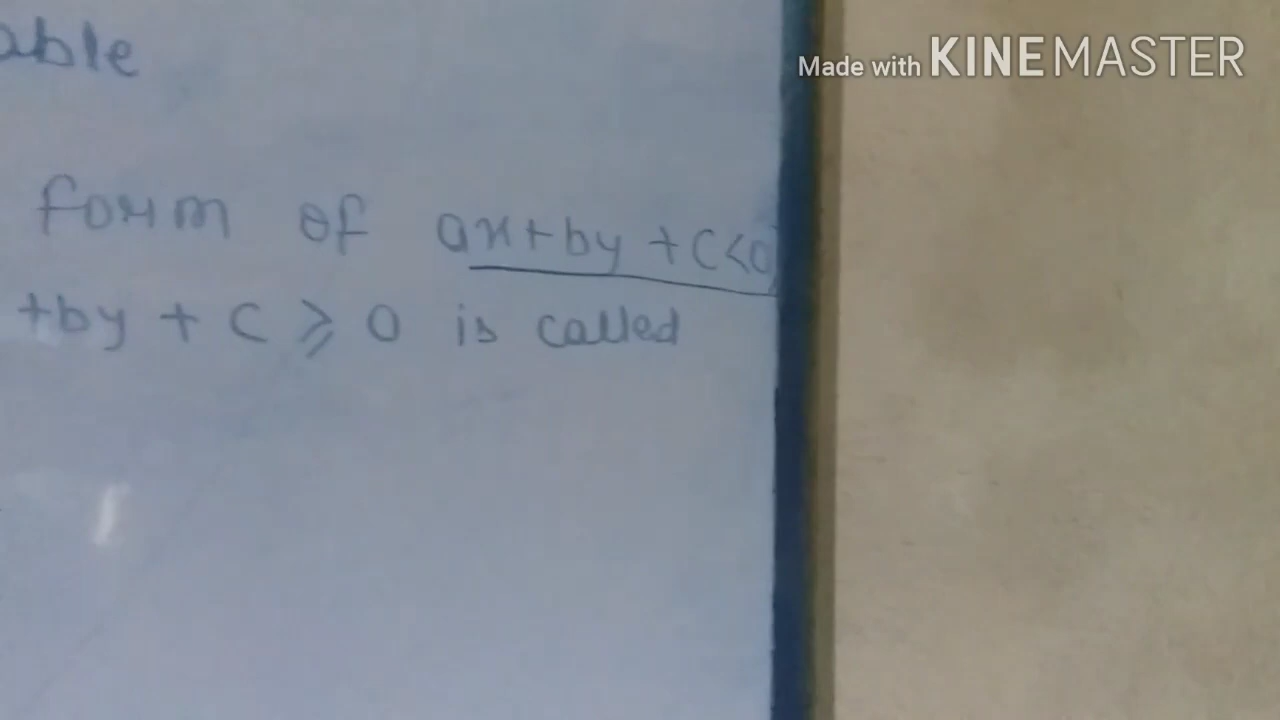 Made with KINEMASTER
able
form of ax+by+c<0
+by + c ⩾ 0 is called